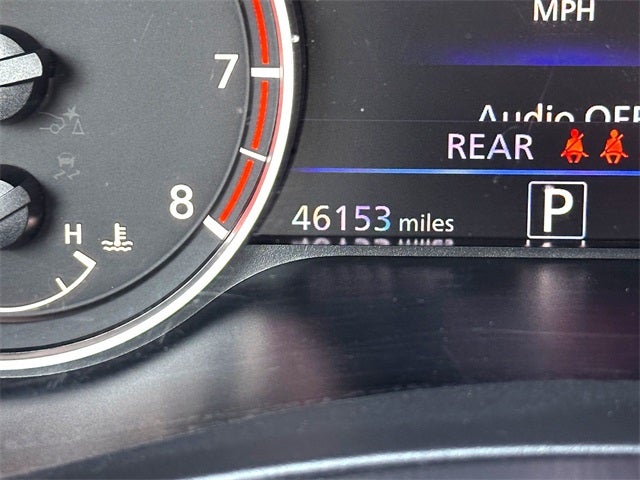 MPH
7
Audio OFF
REAR
8
46153 miles
P
H